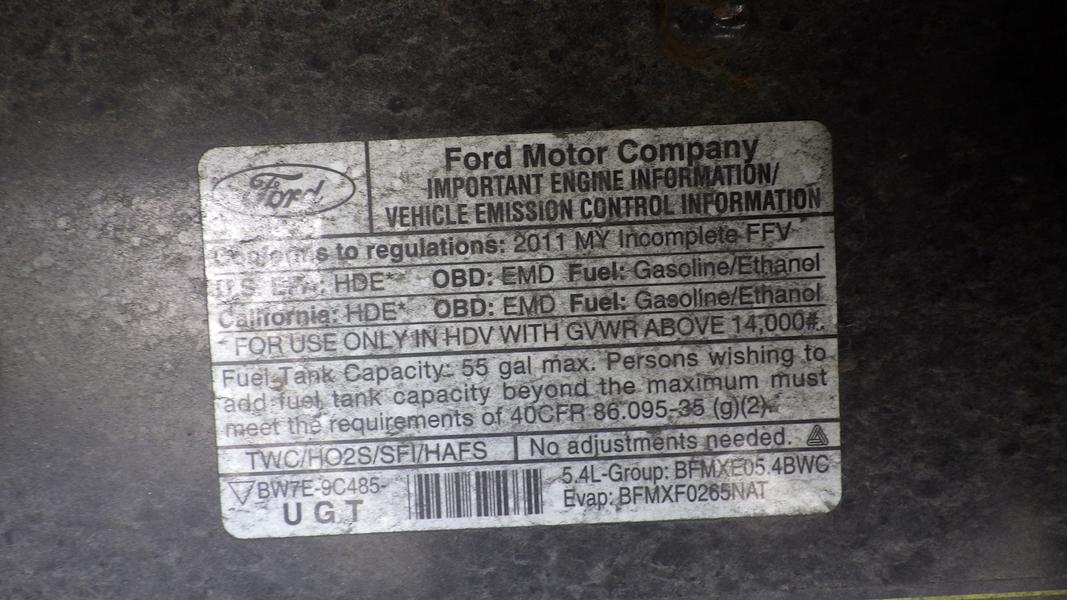 Ford
Ford Motor Company
IMPORTANT ENGINE INFORMATION/
VEHICLE EMISSION CONTROL INFORMATION
Conforms to regulations: 2011 MY Incomplete FFV
U.S. EPA: HDE* OBD: EMD Fuel: Gasoline/Ethanol
California: HDE* OBD: EMD Fuel: Gasoline/Ethanol
* FOR USE ONLY IN HDV WITH GVWR ABOVE 14,000#.
Fuel Tank Capacity: 55 gal max. Persons wishing to
add fuel tank capacity beyond the maximum must
meet the requirements of 40CFR 86.095-35 (g)(2).
TWC/HO2S/SFI/HAFS
No adjustments needed.
BW7E-9C485-
UGT
5.4L-Group: BFMXE05.4BWC
Evap: BFMXF0265NAT